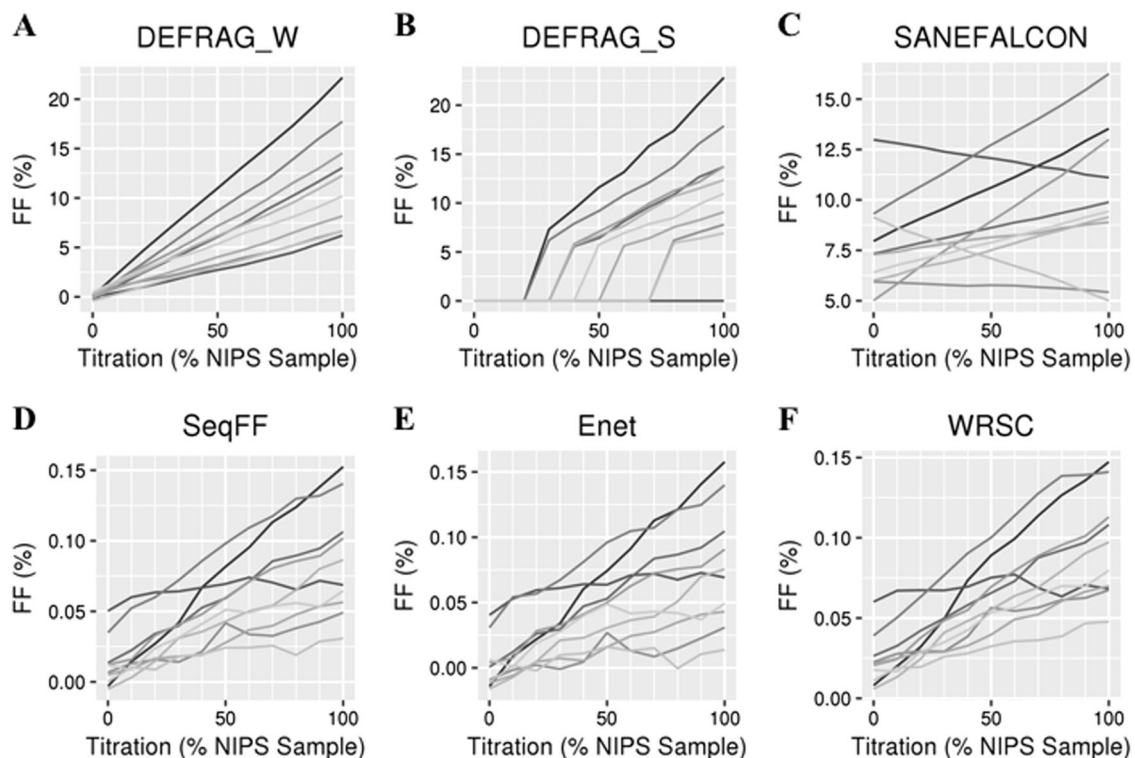 A DEFRAG_W
FF (%)
20
15
10
5
0
0 50 100
Titration (% NIPS Sample)
B DEFRAG_S
FF (%)
20
15
10
5
0
0 50 100
Titration (% NIPS Sample)
C SANEFALCON
FF (%)
15.0
12.5
10.0
7.5
5.0
0 50 100
Titration (% NIPS Sample)
D SeqFF
FF (%)
0.15
0.10
0.05
0.00
0 50 100
Titration (% NIPS Sample)
E Enet
FF (%)
0.15
0.10
0.05
0.00
0 50 100
Titration (% NIPS Sample)
F WRSC
FF (%)
0.15
0.10
0.05
0.00
0 50 100
Titration (% NIPS Sample)